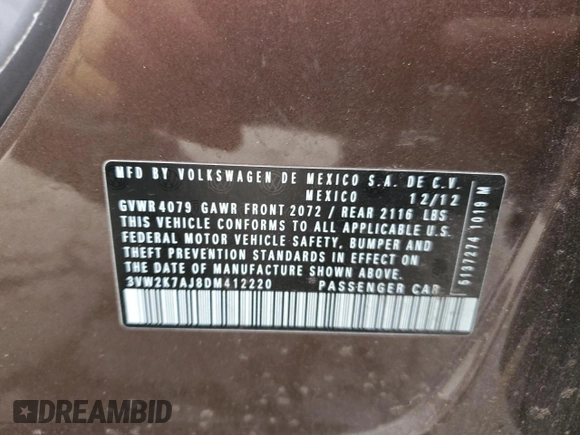 MFD BY VOLKSWAGEN DE MEXICO S.A. DE C.V.
MEXICO 12/12
GVWR 4079 GAWR FRONT 2072 / REAR 2116 LBS
THIS VEHICLE CONFORMS TO ALL APPLICABLE U.S.
FEDERAL MOTOR VEHICLE SAFETY, BUMPER AND
THEFT PREVENTION STANDARDS IN EFFECT ON
THE DATE OF MANUFACTURE SHOWN ABOVE.
3VW2K7AJ8DM412220 PASSENGER CAR
5137274 1019 M
DREAMBID